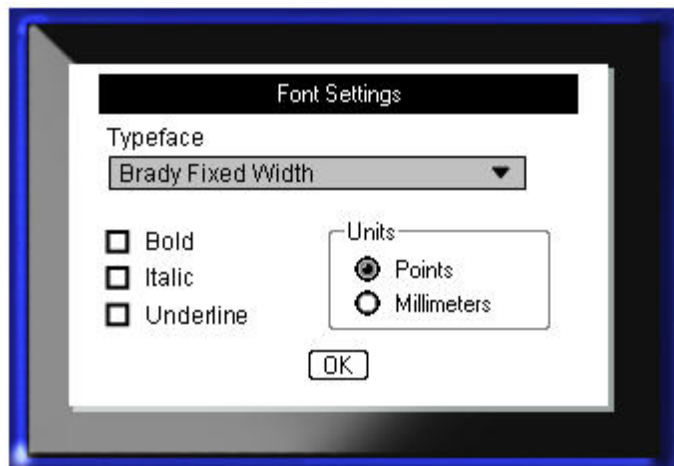 Font Settings
Typeface
Brady Fixed Width
Bold
Italic
Underline
Units
Points
Millimeters
OK